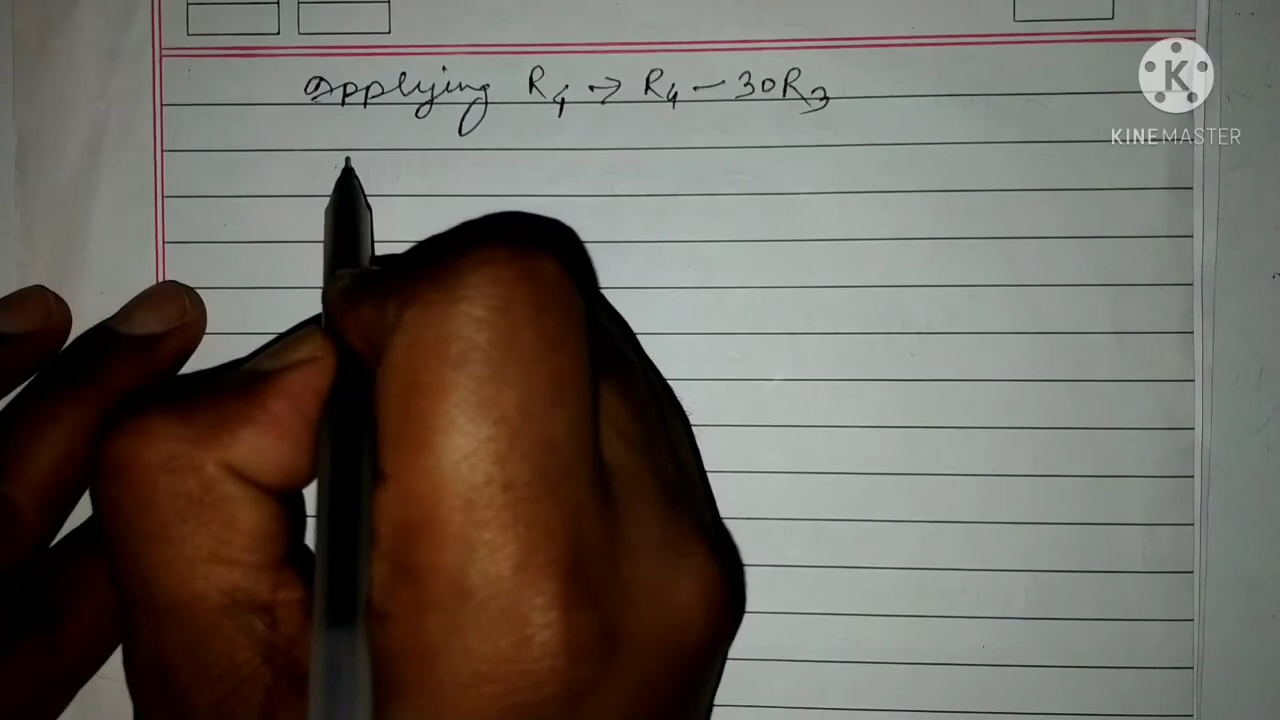 applying R₄ → R₄ – 30R₃
K
KINEMASTER